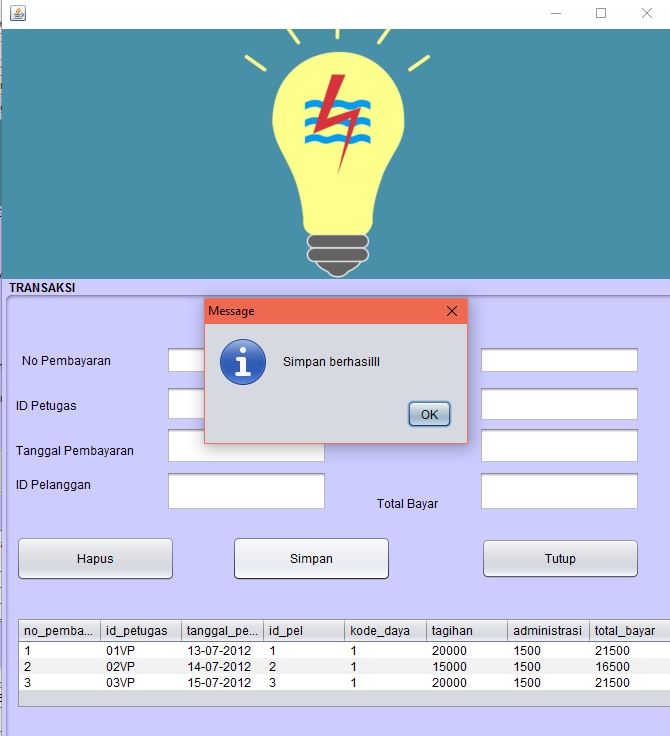 TRANSAKSI
Message
Simpan berhasilll
OK
No Pembayaran
ID Petugas
Tanggal Pembayaran
ID Pelanggan
Total Bayar
Hapus Simpan Tutup
no_pemba... id_petugas tanggal_pe... id_pel kode_daya tagihan administrasi total_bayar
1 01VP 13-07-2012 1 1 20000 1500 21500
2 02VP 14-07-2012 2 1 15000 1500 16500
3 03VP 15-07-2012 3 1 20000 1500 21500